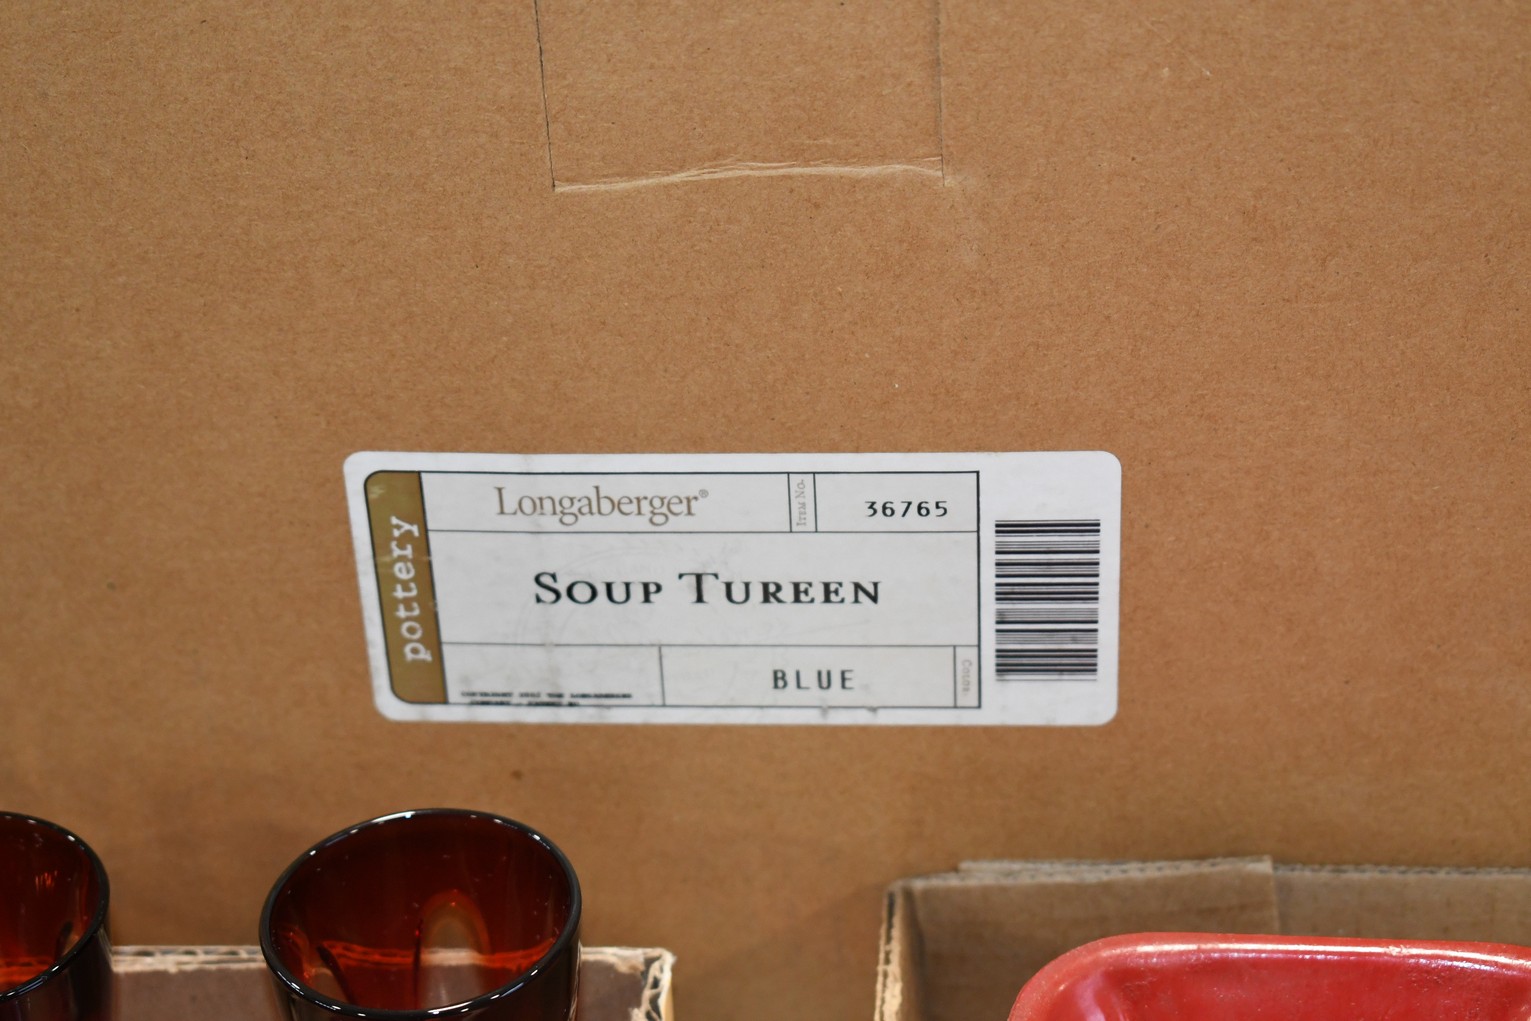 pottery
Longaberger®
Item No.
36765
Soup Tureen
BLUE
Color.